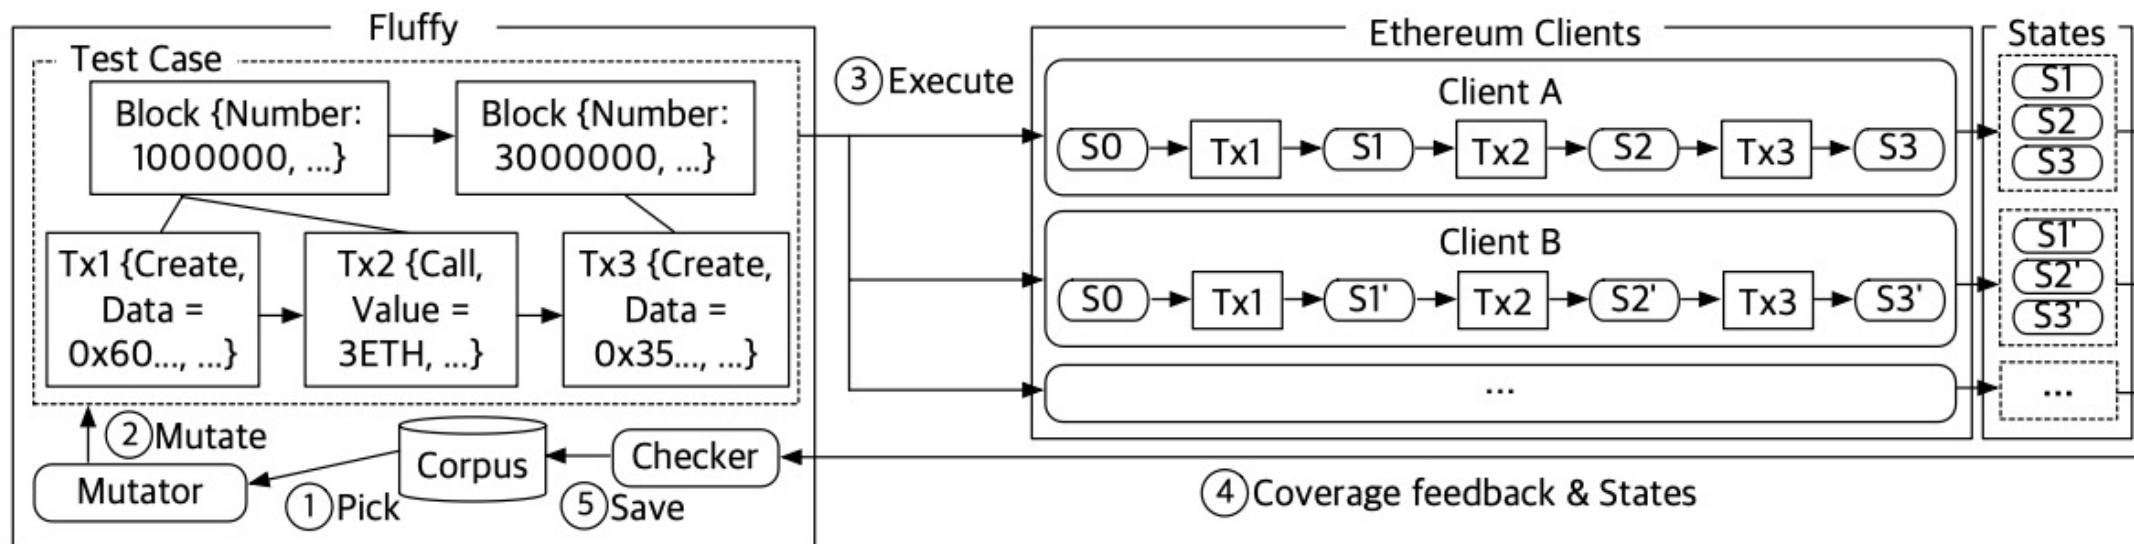 Fluffy
Test Case
Block {Number:
1000000, ...}
Block {Number:
3000000, ...}
Tx1 {Create,
Data =
0x60..., ...}
Tx2 {Call,
Value =
3ETH, ...}
Tx3 {Create,
Data =
0x35..., ...}
2 Mutate
Mutator
1 Pick
Corpus
5 Save
Checker
3 Execute
Ethereum Clients
Client A
S0
Tx1
S1
Tx2
S2
Tx3
S3
Client B
S0
Tx1
S1'
Tx2
S2'
Tx3
S3'
...
States
S1
S2
S3
S1'
S2'
S3'
...
4 Coverage feedback & States